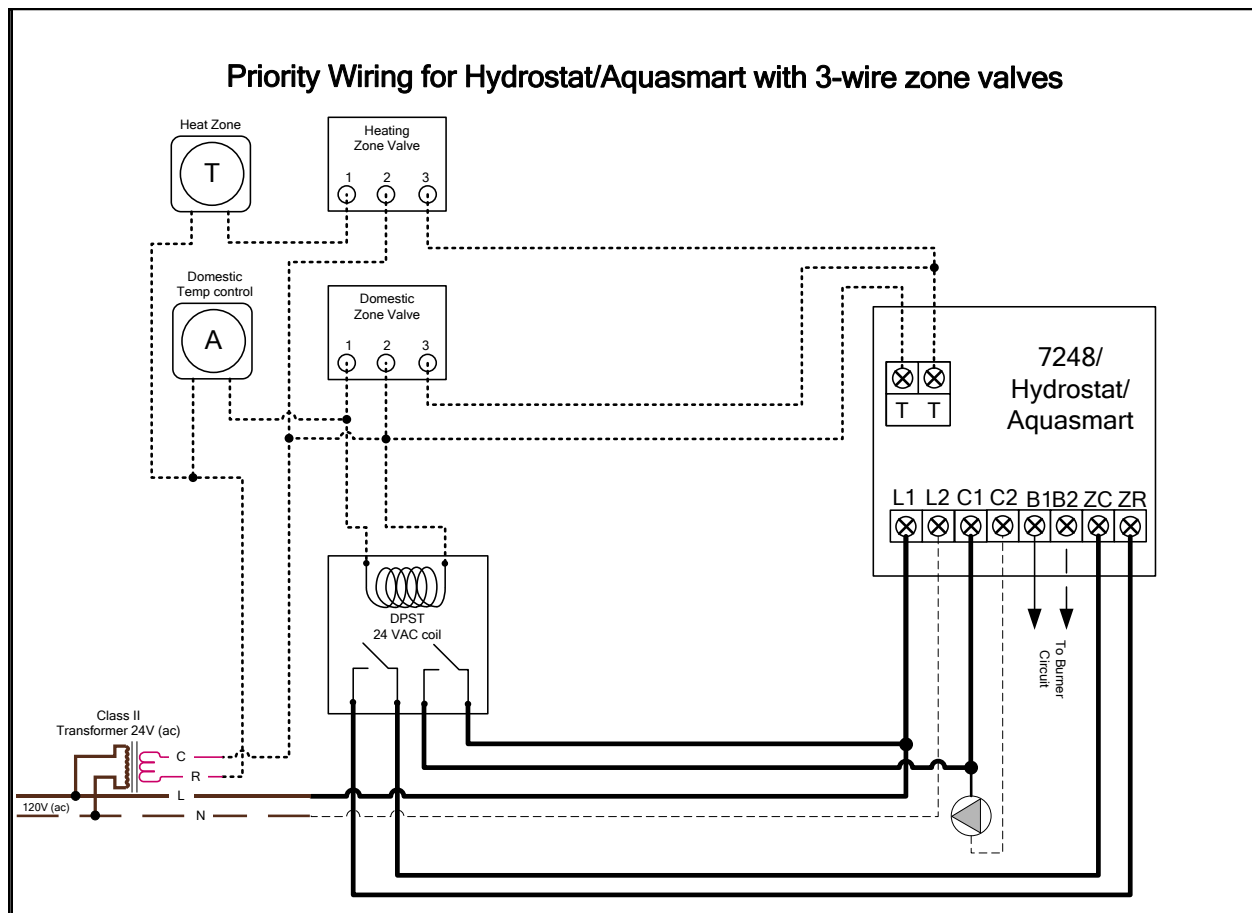 Priority Wiring for Hydrostat/Aquasmart with 3-wire zone valves
Heat Zone
T
Heating
Zone Valve
1 2 3
Domestic
Temp control
A
Domestic
Zone Valve
1 2 3
7248/
Hydrostat/
Aquasmart
T T
L1 L2 C1 C2 B1 B2 ZC ZR
DPST
24 VAC coil
To Burner
Circuit
Class II
Transformer 24V (ac)
C
R
L
120V (ac)
N